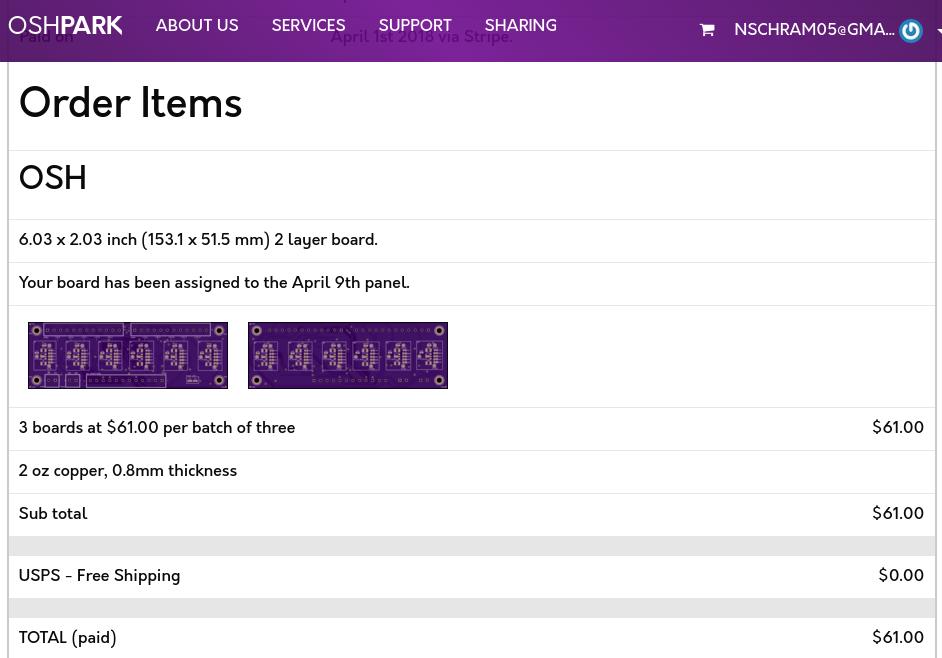 OSHPARK ABOUT US SERVICES SUPPORT SHARING NSCHRAM05@GMA...
Paid on April 1st 2018 via Stripe.
Order Items
OSH
6.03 x 2.03 inch (153.1 x 51.5 mm) 2 layer board.
Your board has been assigned to the April 9th panel.
3 boards at $61.00 per batch of three $61.00
2 oz copper, 0.8mm thickness
Sub total $61.00
USPS - Free Shipping $0.00
TOTAL (paid) $61.00